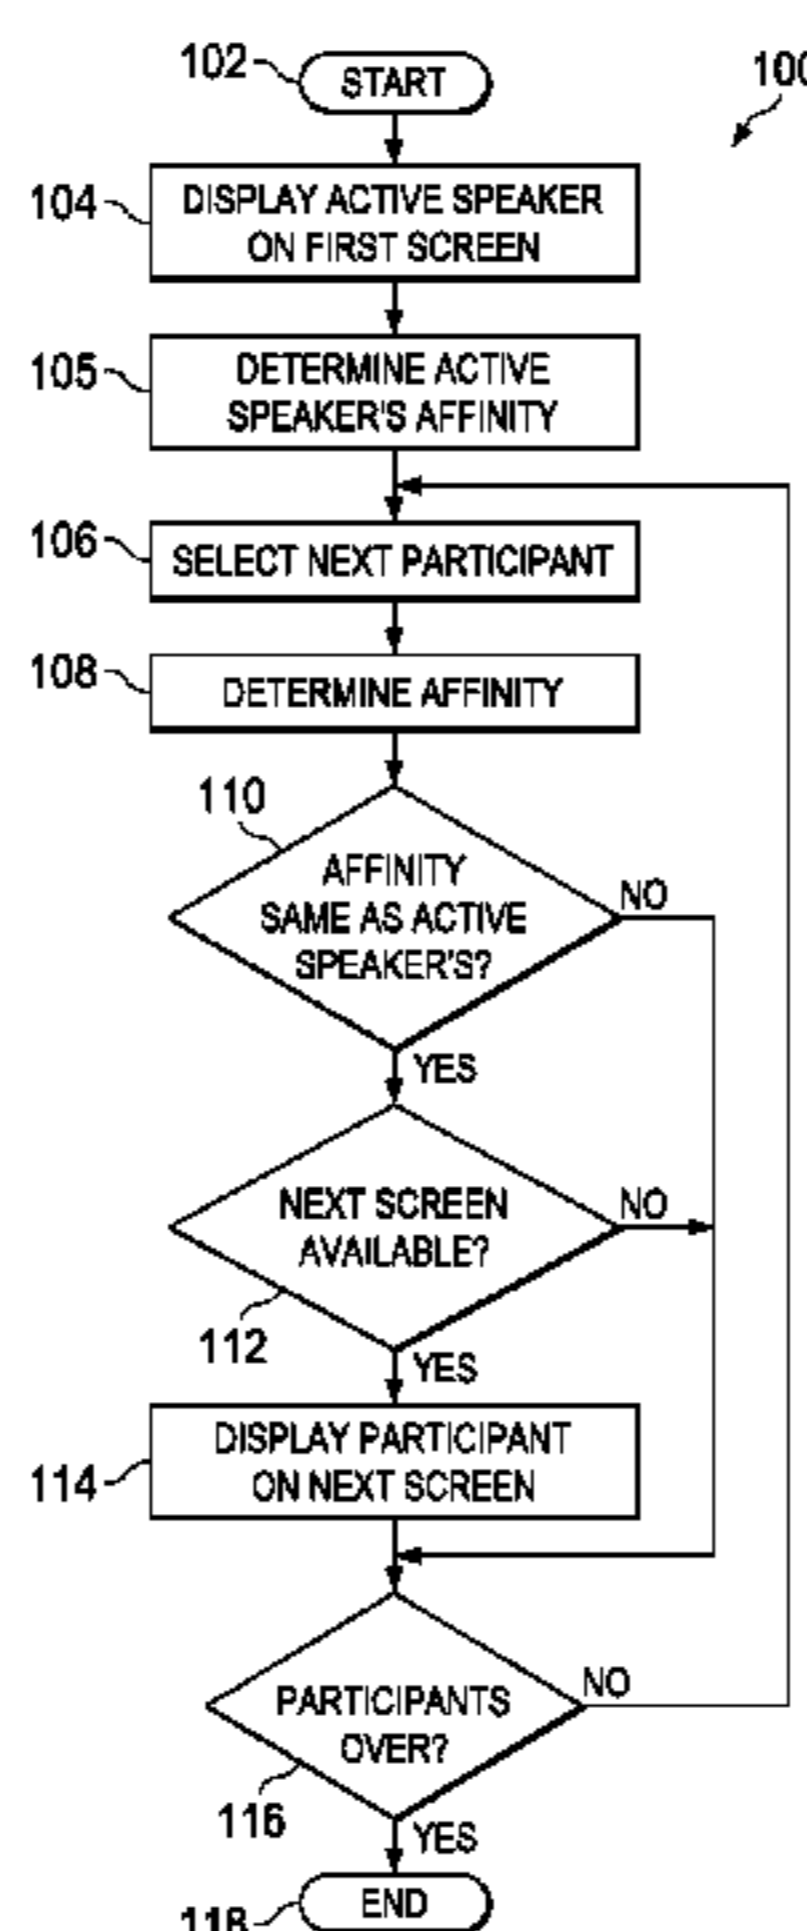 102
START
100
104
DISPLAY ACTIVE SPEAKER
ON FIRST SCREEN
105
DETERMINE ACTIVE
SPEAKER'S AFFINITY
106
SELECT NEXT PARTICIPANT
108
DETERMINE AFFINITY
110
AFFINITY
SAME AS ACTIVE
SPEAKER'S?
NO
YES
NEXT SCREEN
AVAILABLE?
NO
112
YES
DISPLAY PARTICIPANT
ON NEXT SCREEN
114
PARTICIPANTS
OVER?
NO
116
YES
END
118